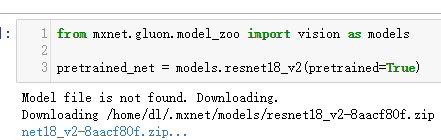 ]:
1 from mxnet.gluon.model_zoo import vision as models
2
3 pretrained_net = models.resnet18_v2(pretrained=True)
Model file is not found. Downloading.
Downloading /home/dl/.mxnet/models/resnet18_v2-8aacf80f.zip
net18_v2-8aacf80f.zip...